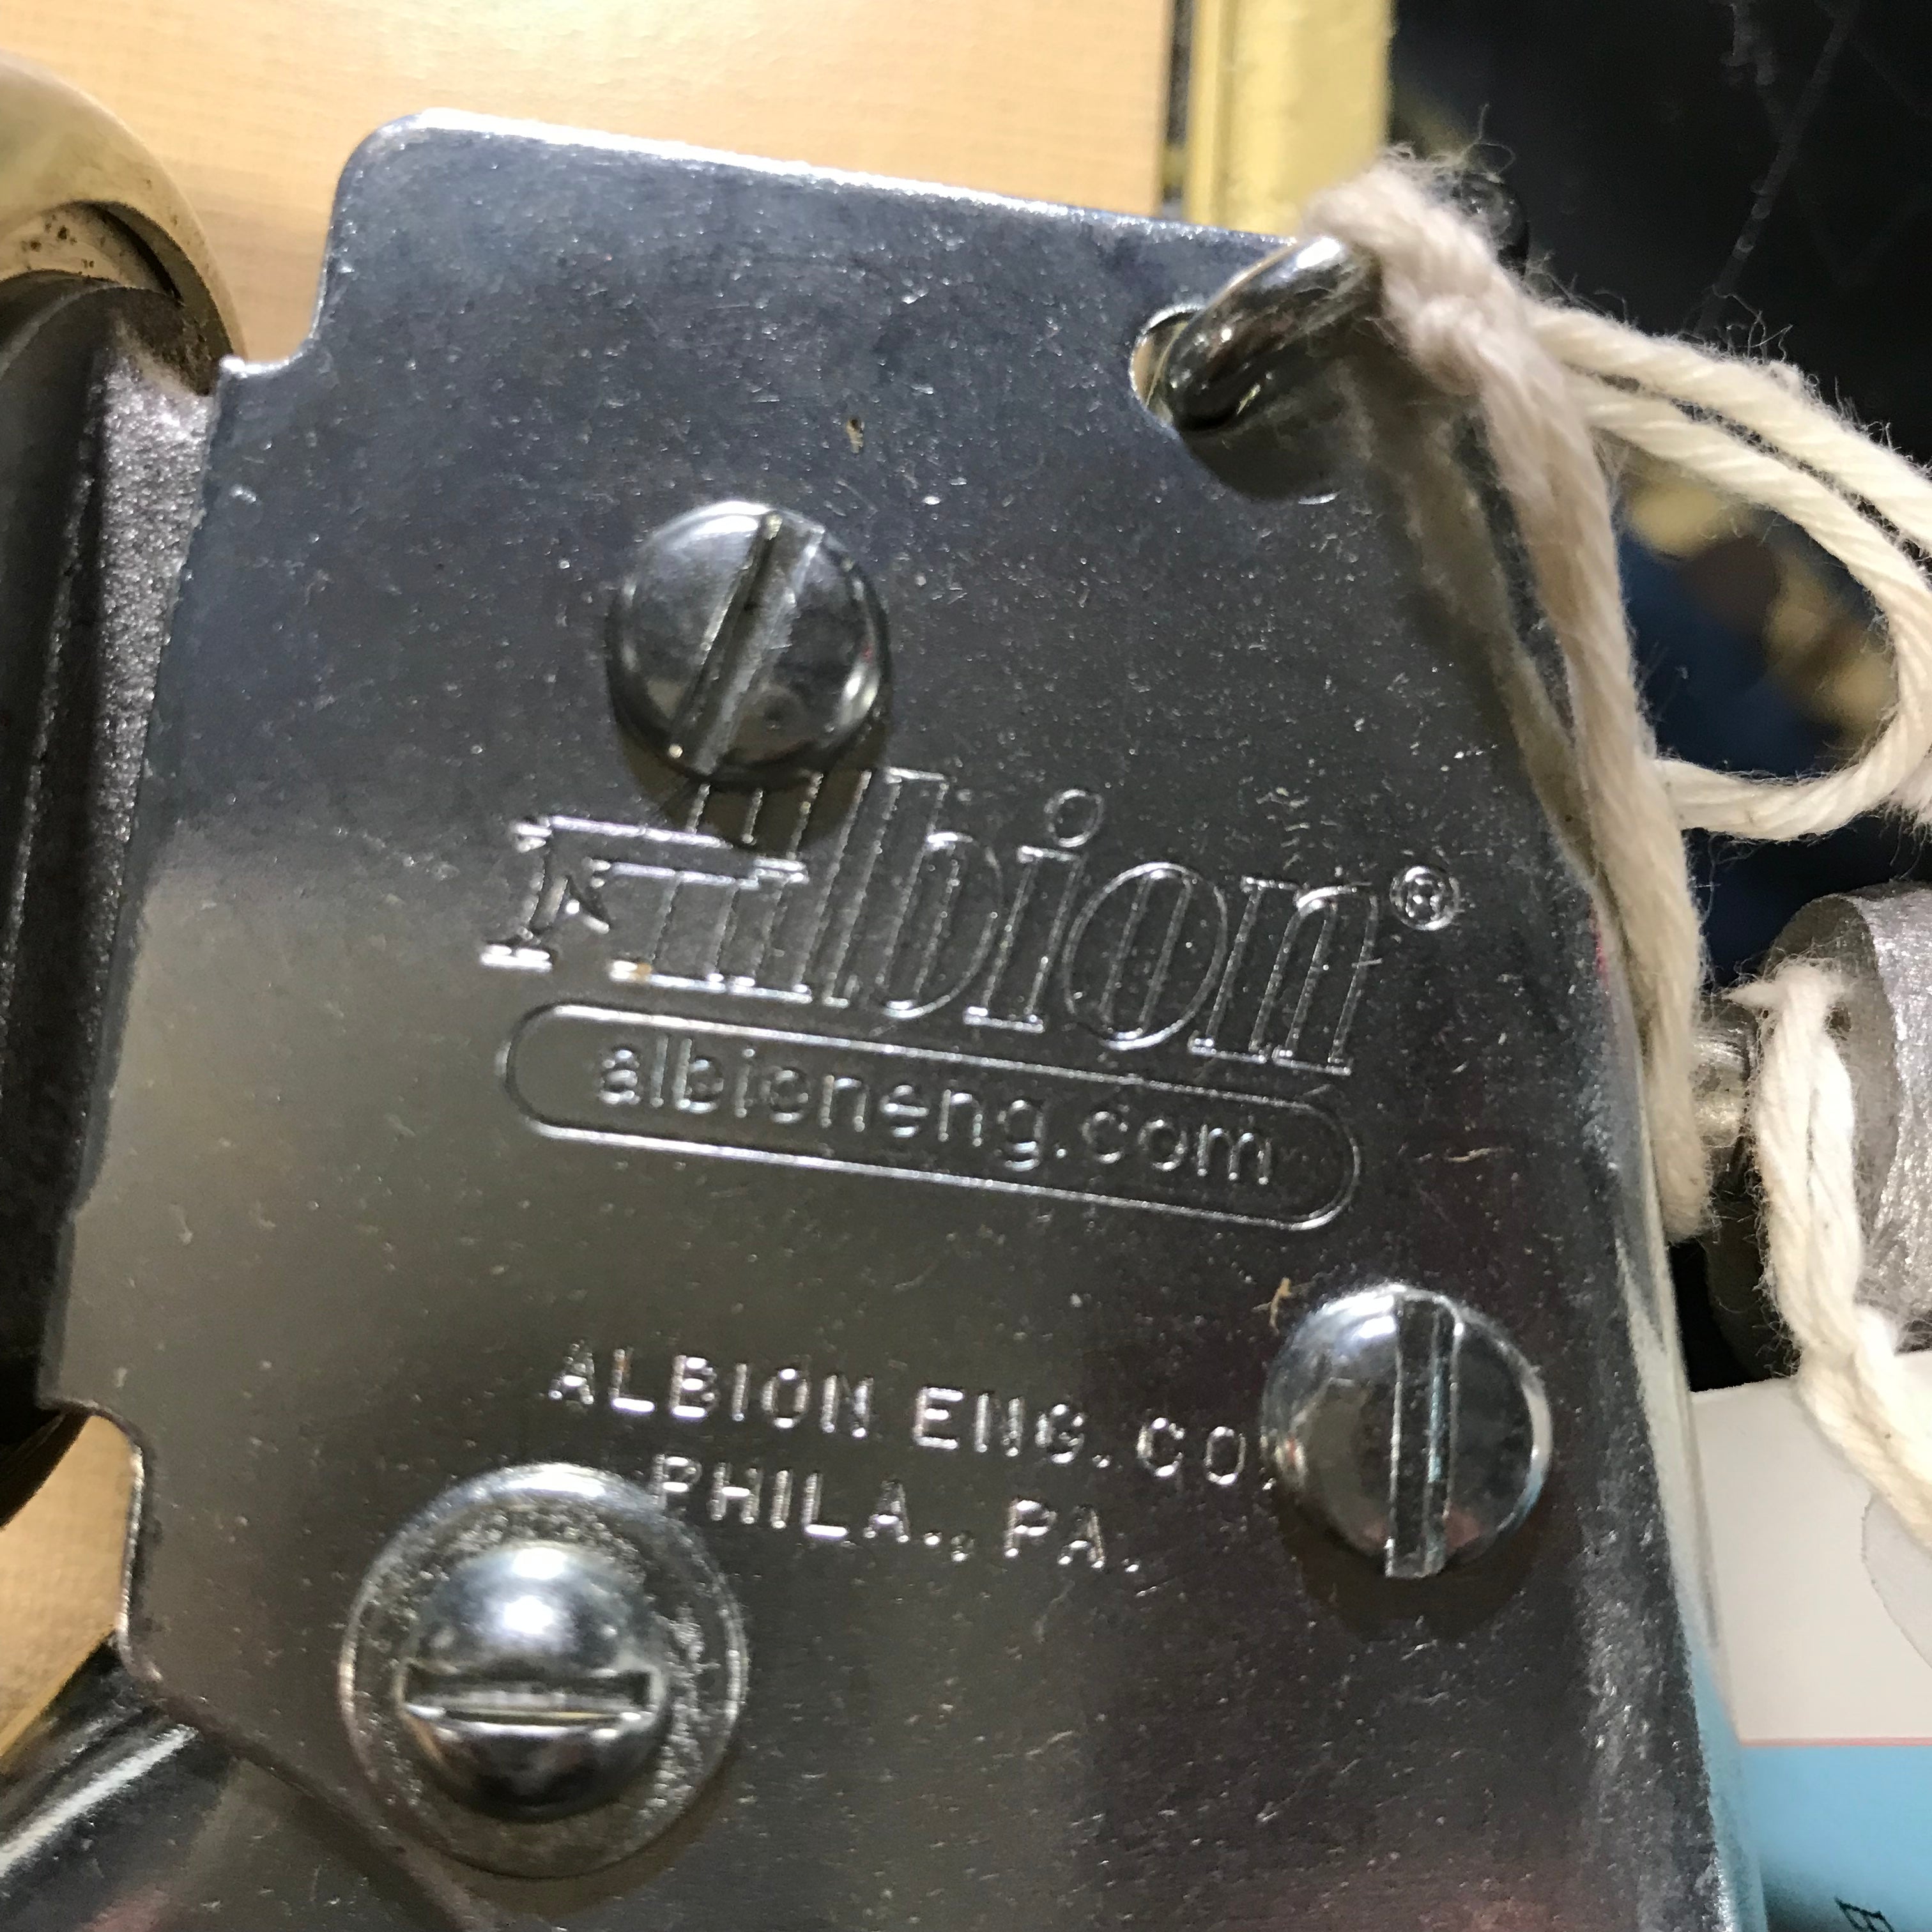 Albion®
albioneng.com
ALBION ENG. CO.
PHILA., PA.